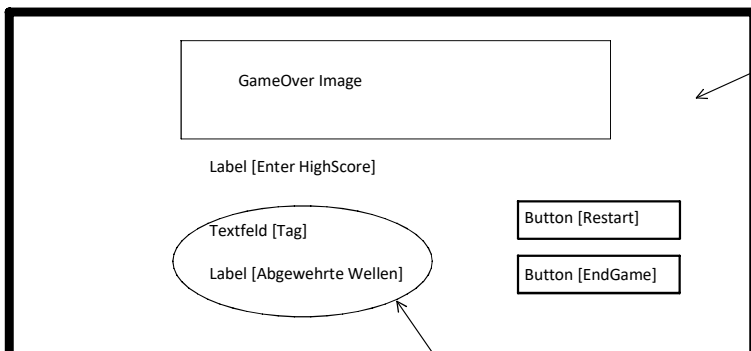 GameOver Image
Label [Enter HighScore]
Textfeld [Tag]
Button [Restart]
Label [Abgewehrte Wellen]
Button [EndGame]